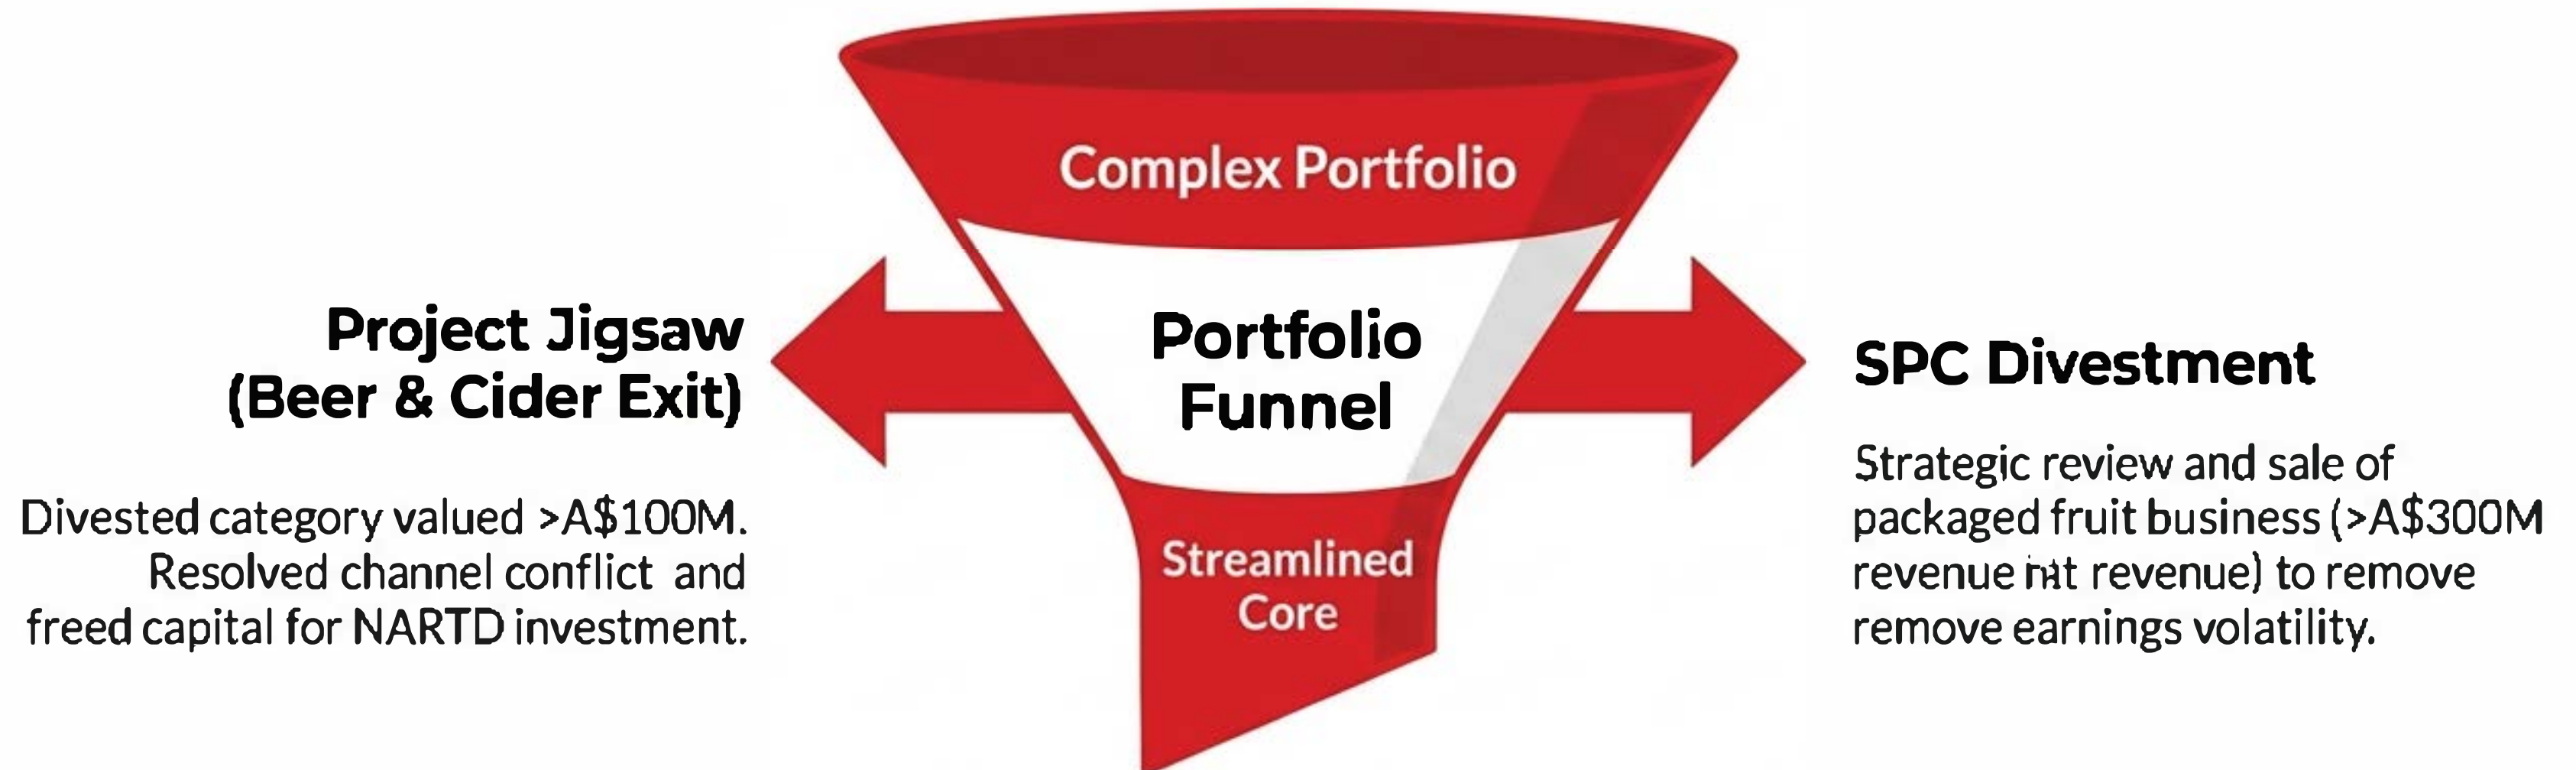 Complex Portfolio
Portfolio
Funnel
Streamlined
Core
Project Jigsaw
(Beer & Cider Exit)
Divested category valued >A$100M.
Resolved channel conflict and
freed capital for NARTD investment.
SPC Divestment
Strategic review and sale of
packaged fruit business (>A$300M
revenue revenue) to remove
remove earnings volatility.